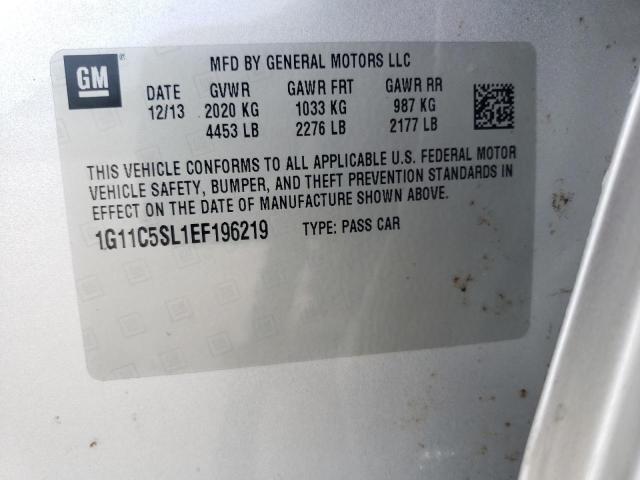 GM
MFD BY GENERAL MOTORS LLC
DATE GVWR GAWR FRT GAWR RR
12/13 2020 KG 1033 KG 987 KG
4453 LB 2276 LB 2177 LB
THIS VEHICLE CONFORMS TO ALL APPLICABLE U.S. FEDERAL MOTOR
VEHICLE SAFETY, BUMPER, AND THEFT PREVENTION STANDARDS IN
EFFECT ON THE DATE OF MANUFACTURE SHOWN ABOVE.
1G11C5SL1EF196219 TYPE: PASS CAR